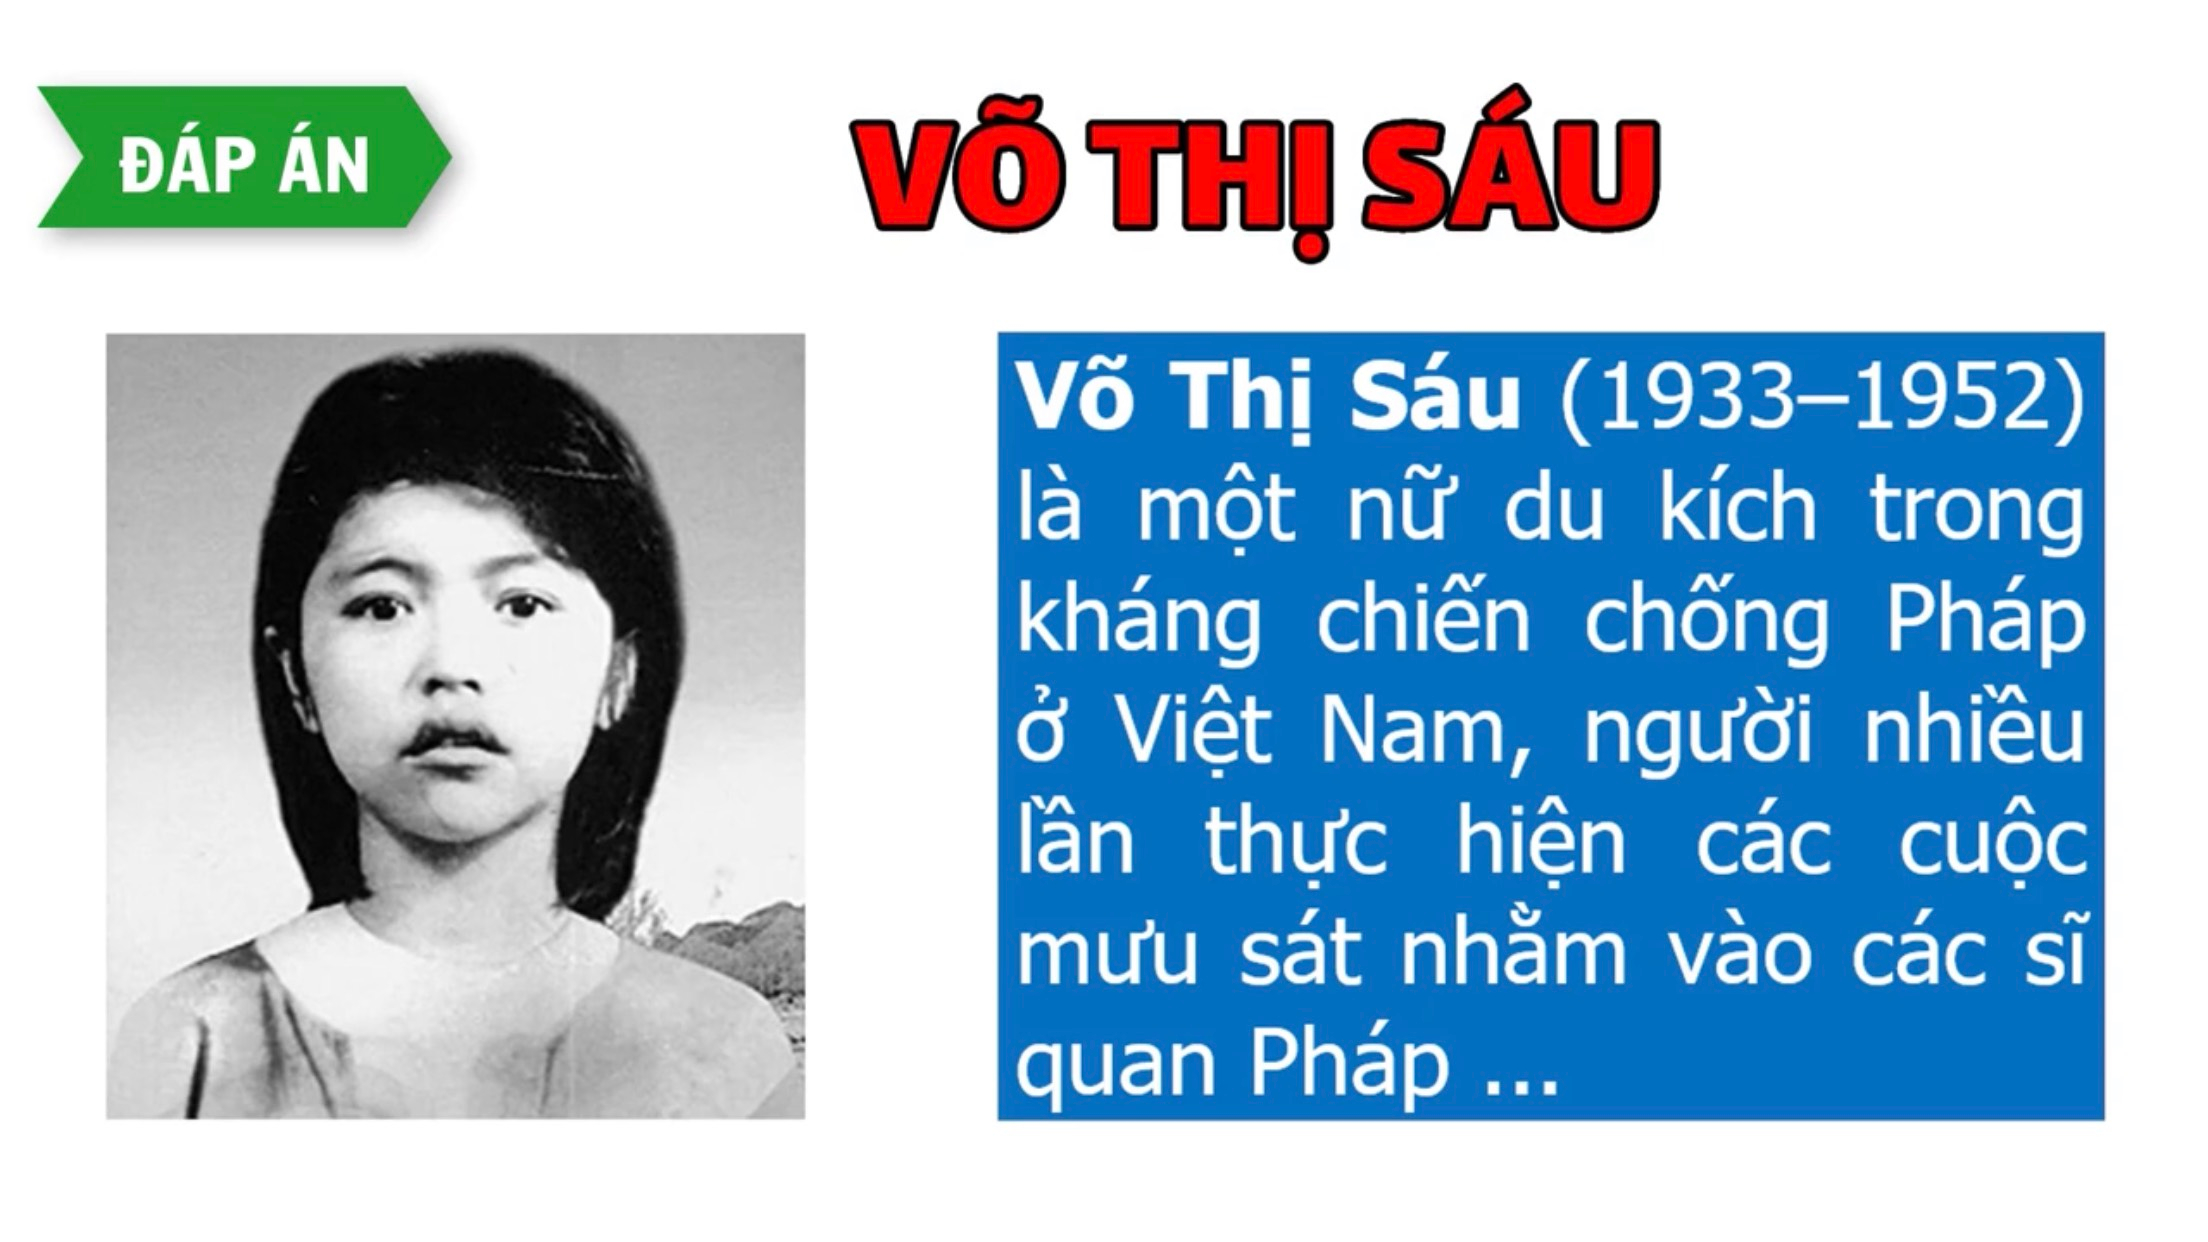 ĐÁP ÁN
VÕ THỊ SÁU
Võ Thị Sáu (1933–1952)
là một nữ du kích trong
kháng chiến chống Pháp
ở Việt Nam, người nhiều
lần thực hiện các cuộc
mưu sát nhằm vào các sĩ
quan Pháp ...